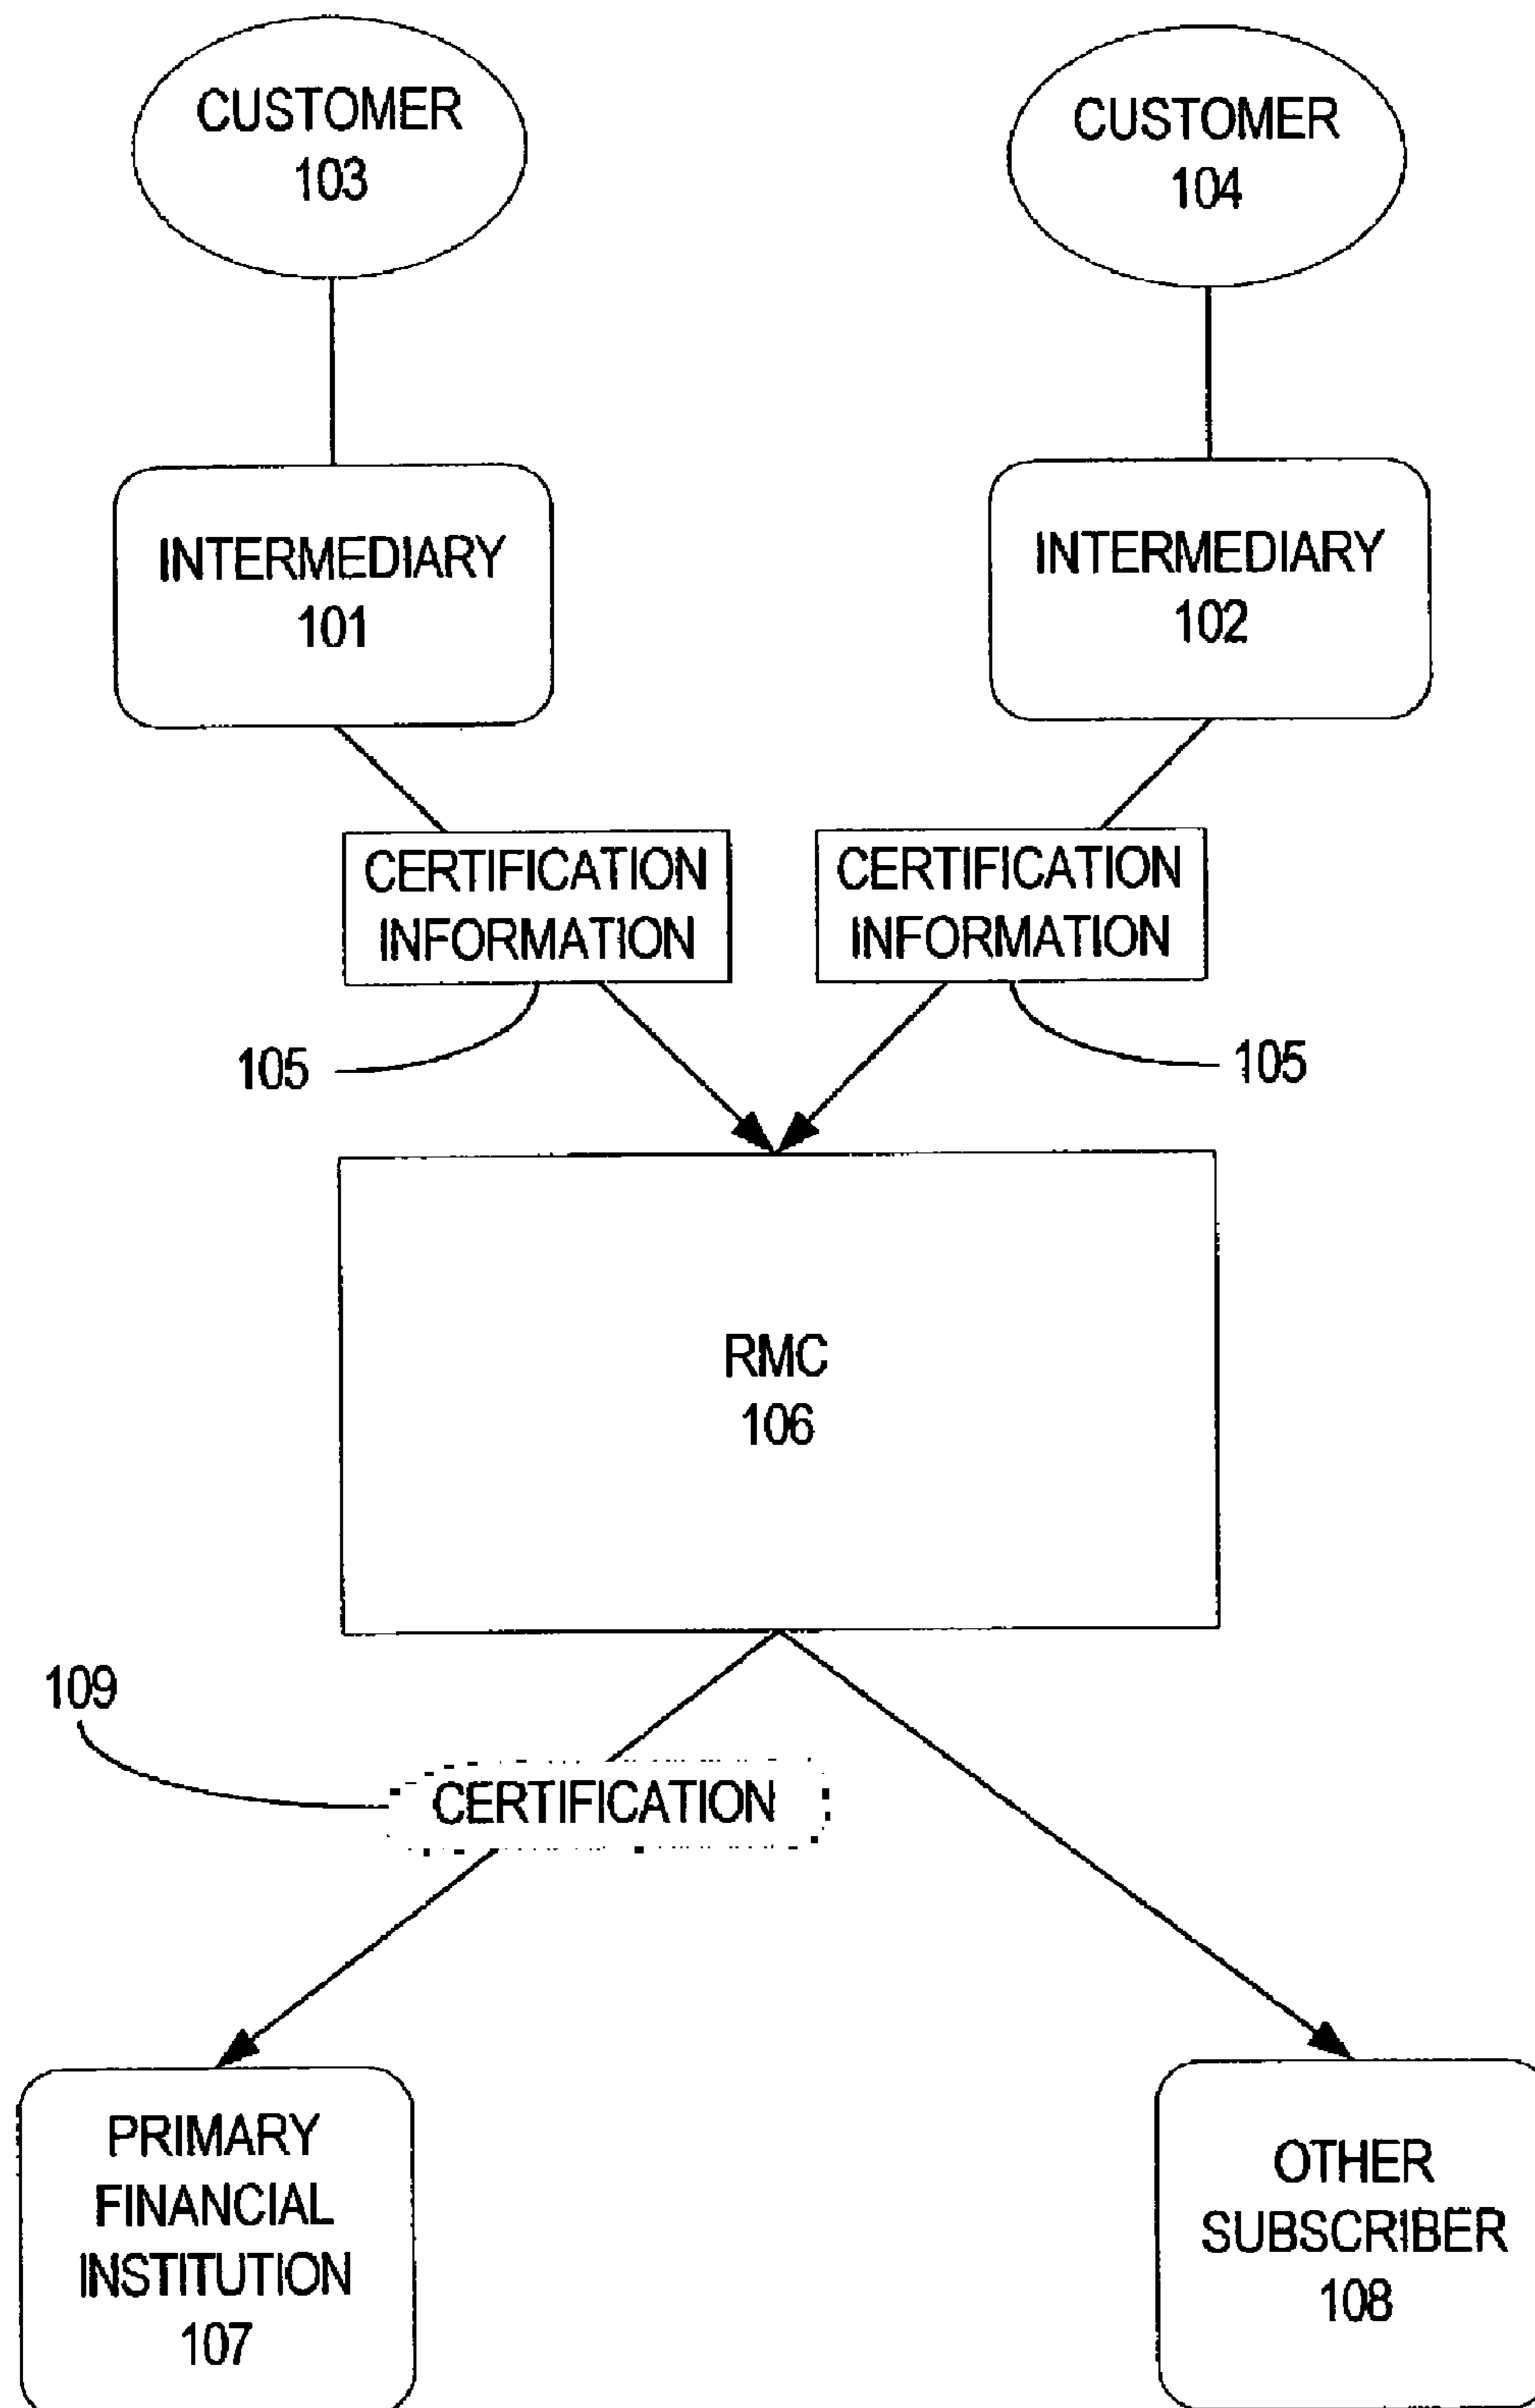 CUSTOMER
103
CUSTOMER
104
INTERMEDIARY
101
INTERMEDIARY
102
CERTIFICATION
INFORMATION
CERTIFICATION
INFORMATION
105
105
RMC
106
109
CERTIFICATION
PRIMARY
FINANCIAL
INSTITUTION
107
OTHER
SUBSCRIBER
108